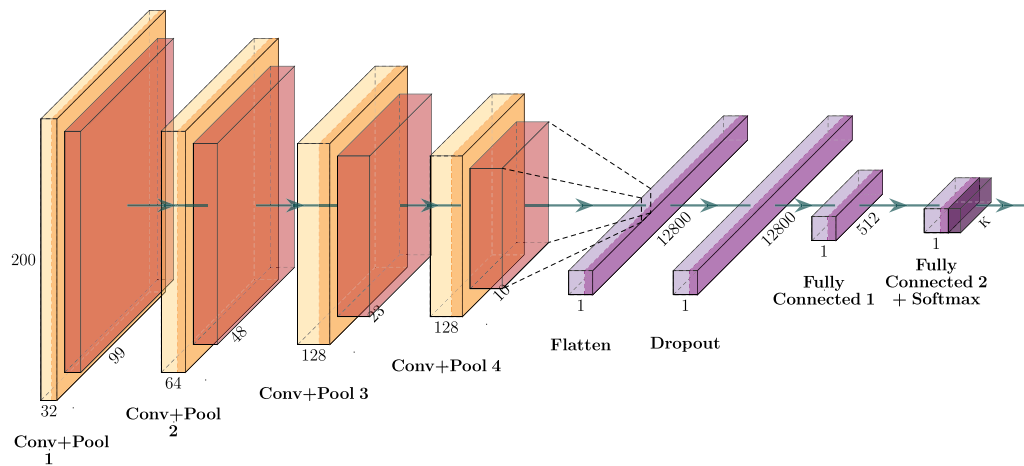 200
99
32
Conv+Pool
1
48
64
Conv+Pool
2
23
128
Conv+Pool 3
10
128
Conv+Pool 4
12800
1
Flatten
12800
1
Dropout
512
1
Fully
Connected 1
K
1
Fully
Connected 2
+ Softmax